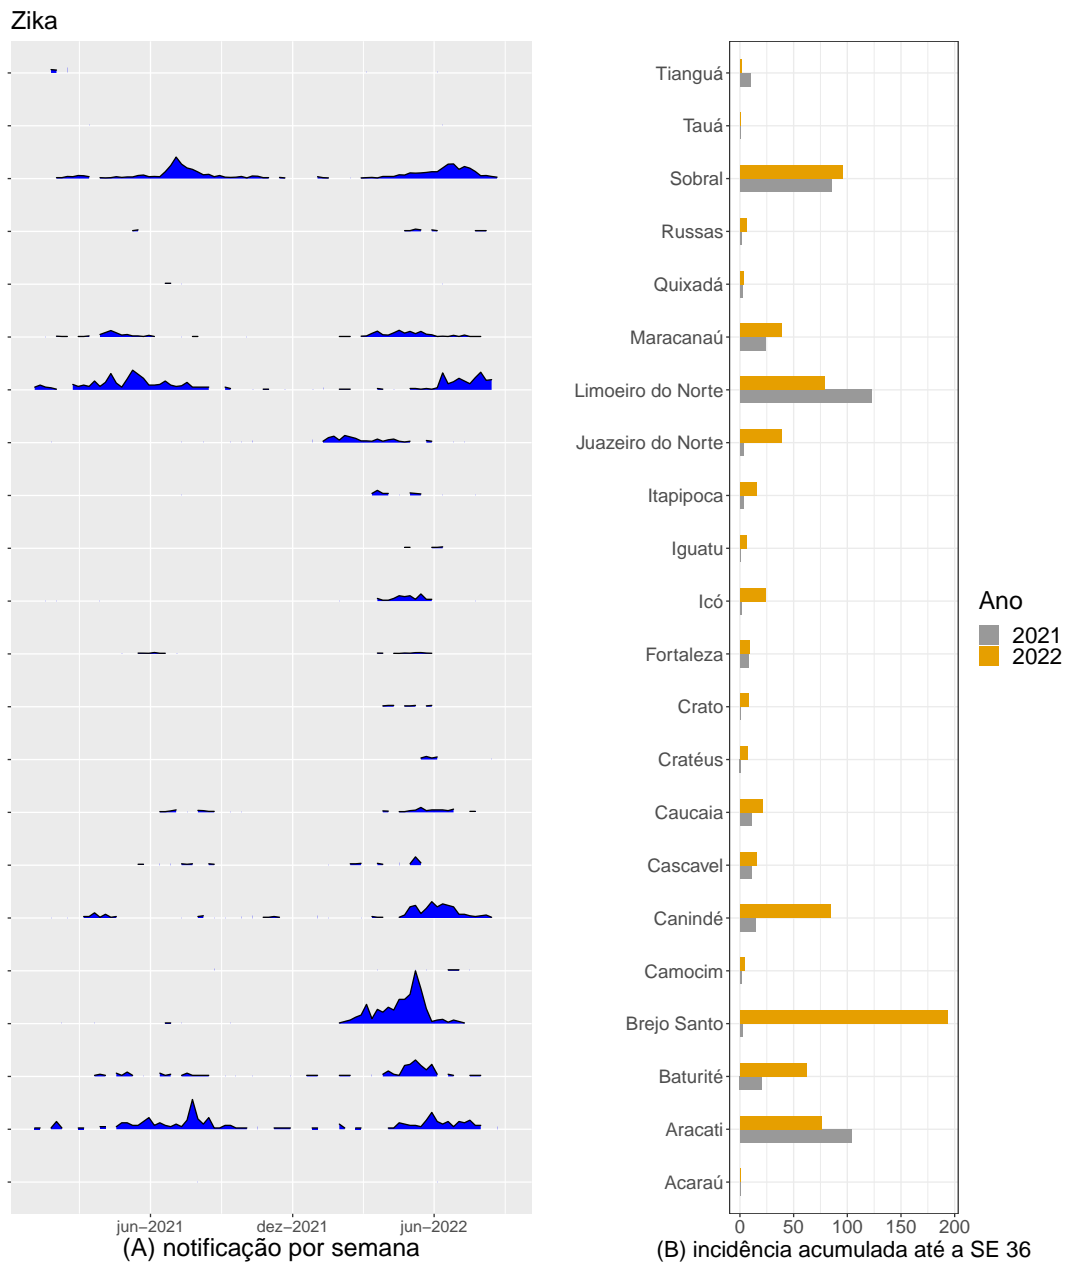 Zika
Tianguá
Tauá
Sobral
Russas
Quixadá
Maracanaú
Limoeiro do Norte
Juazeiro do Norte
Itapipoca
Iguatu
Icó
Fortaleza
Crato
Cratéus
Caucaia
Cascavel
Canindé
Camocim
Brejo Santo
Baturité
Aracati
Acaraú
Ano
2021
2022
jun−2021 dez−2021 jun−2022
(A) notificação por semana
0 50 100 150 200
(B) incidência acumulada até a SE 36